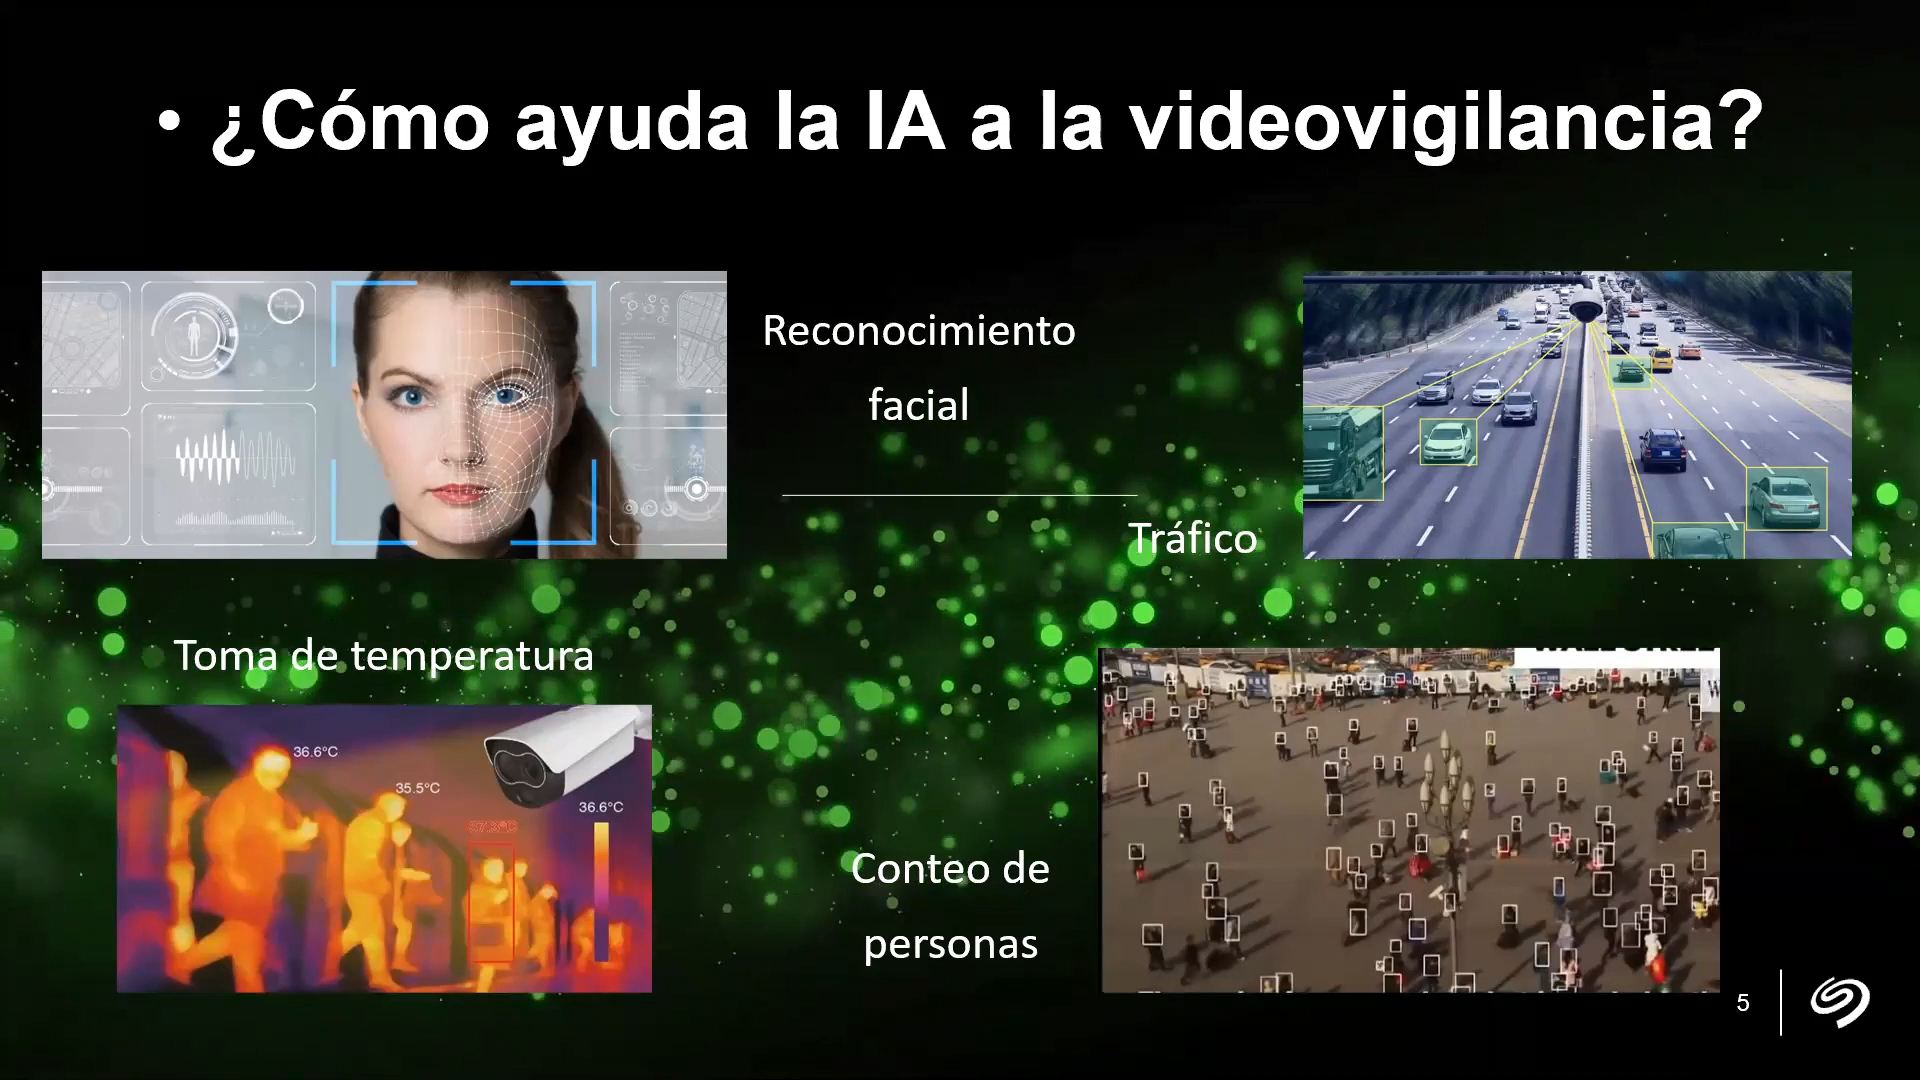 • ¿Cómo ayuda la IA a la videovigilancia?
Reconocimiento
facial
Tráfico
Toma de temperatura
36.6°C
35.5°C
36.6°C
Conteo de
personas
5